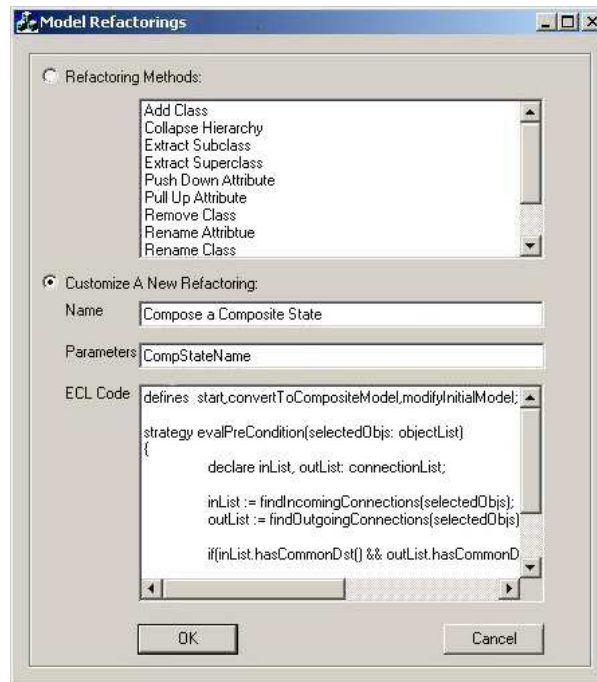 Model Refactorings
Refactoring Methods:
Add Class
Collapse Hierarchy
Extract Subclass
Extract Superclass
Push Down Attribute
Pull Up Attribute
Remove Class
Rename Attribtue
Rename Class
Customize A New Refactoring:
Name Compose a Composite State
Parameters CompStateName
ECL Code defines start,convertToCompositeModel,modifyInitialModel;
strategy evalPreCondition(selectedObjs: objectList)
{
declare inList, outList: connectionList;
inList := findIncomingConnections(selectedObjs);
outList := findOutgoingConnections(selectedObjs)
if(inList.hasCommonDst() && outList.hasCommonD
OK Cancel